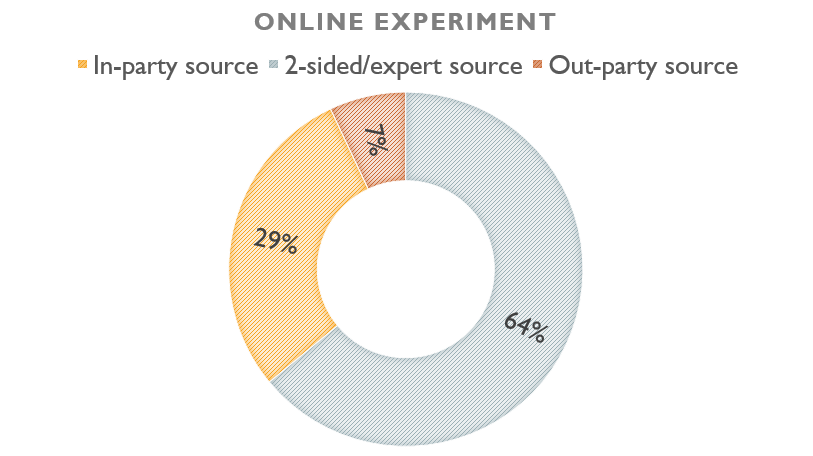 ONLINE EXPERIMENT
In-party source 2-sided/expert source Out-party source
7%
29%
64%